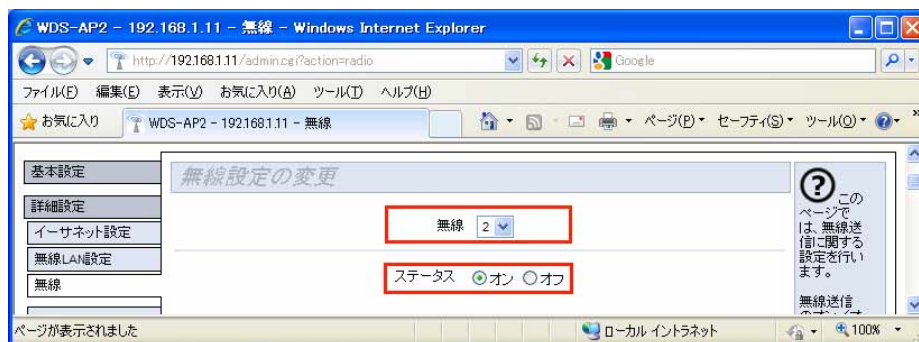 WDS-AP2 - 192.168.1.11 - 無線 - Windows Internet Explorer
http://192.168.1.11/admin.cgi?action=radio
Google
ファイル(F) 編集(E) 表示(V) お気に入り(A) ツール(T) ヘルプ(H)
お気に入り WDS-AP2 - 192.168.1.11 - 無線 ページ(P) セーフティ(S) ツール(O)
基本設定
詳細設定
イーサネット設定
無線LAN設定
無線
無線設定の変更
無線 2
ステータス オン オフ
この
ページで
は、無線送
信に関する
設定を行い
ます。
無線送信
ページが表示されました ローカル イントラネット 100%